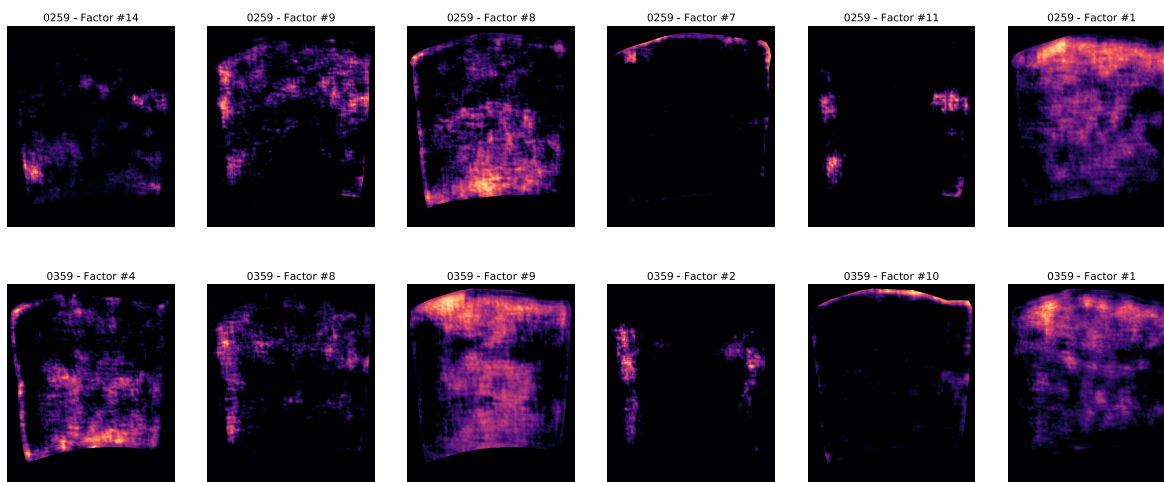 0259 - Factor #14
0259 - Factor #9
0259 - Factor #8
0259 - Factor #7
0259 - Factor #11
0259 - Factor #1
0359 - Factor #4
0359 - Factor #8
0359 - Factor #9
0359 - Factor #2
0359 - Factor #10
0359 - Factor #1